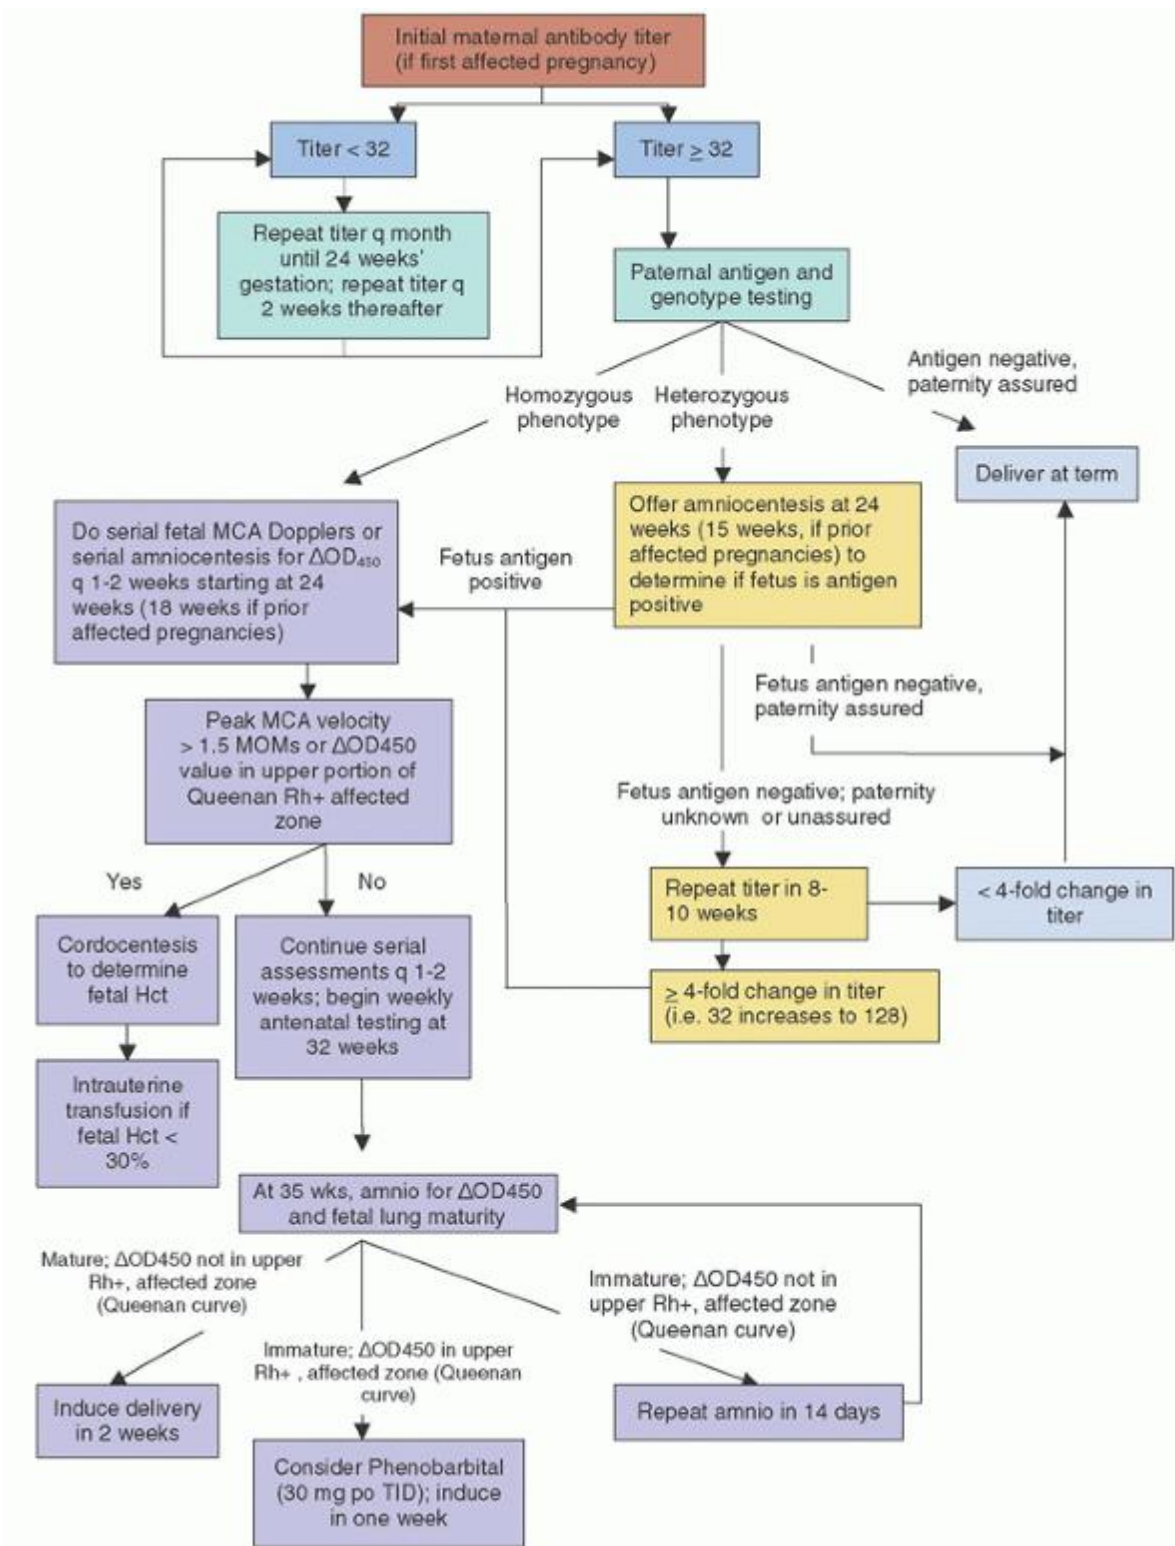 Initial maternal antibody titer
(if first affected pregnancy)
Titer < 32
Titer ≥ 32
Repeat titer q month
until 24 weeks'
gestation; repeat titer q
2 weeks thereafter
Paternal antigen and
genotype testing
Antigen negative,
paternity assured
Homozygous
phenotype
Heterozygous
phenotype
Deliver at term
Do serial fetal MCA Dopplers or
serial amniocentesis for ΔOD₄₅₀
q 1-2 weeks starting at 24
weeks (18 weeks if prior
affected pregnancies)
Fetus antigen
positive
Offer amniocentesis at 24
weeks (15 weeks, if prior
affected pregnancies) to
determine if fetus is antigen
positive
Fetus antigen negative,
paternity assured
Peak MCA velocity
> 1.5 MOMs or ΔOD450
value in upper portion of
Queenan Rh+ affected
zone
Fetus antigen negative; paternity
unknown or unassured
Yes
No
Repeat titer in 8-
10 weeks
< 4-fold change in
titer
Cordocentesis
to determine
fetal Hct
Continue serial
assessments q 1-2
weeks; begin weekly
antenatal testing at
32 weeks
≥ 4-fold change in titer
(i.e. 32 increases to 128)
Intrauterine
transfusion if
fetal Hct <
30%
At 35 wks, amnio for ΔOD450
and fetal lung maturity
Mature; ΔOD450 not in upper
Rh+, affected zone
(Queenan curve)
Immature; ΔOD450 in upper
Rh+ , affected zone (Queenan
curve)
Immature; ΔOD450 not in
upper Rh+, affected zone
(Queenan curve)
Induce delivery
in 2 weeks
Consider Phenobarbital
(30 mg po TID); induce
in one week
Repeat amnio in 14 days